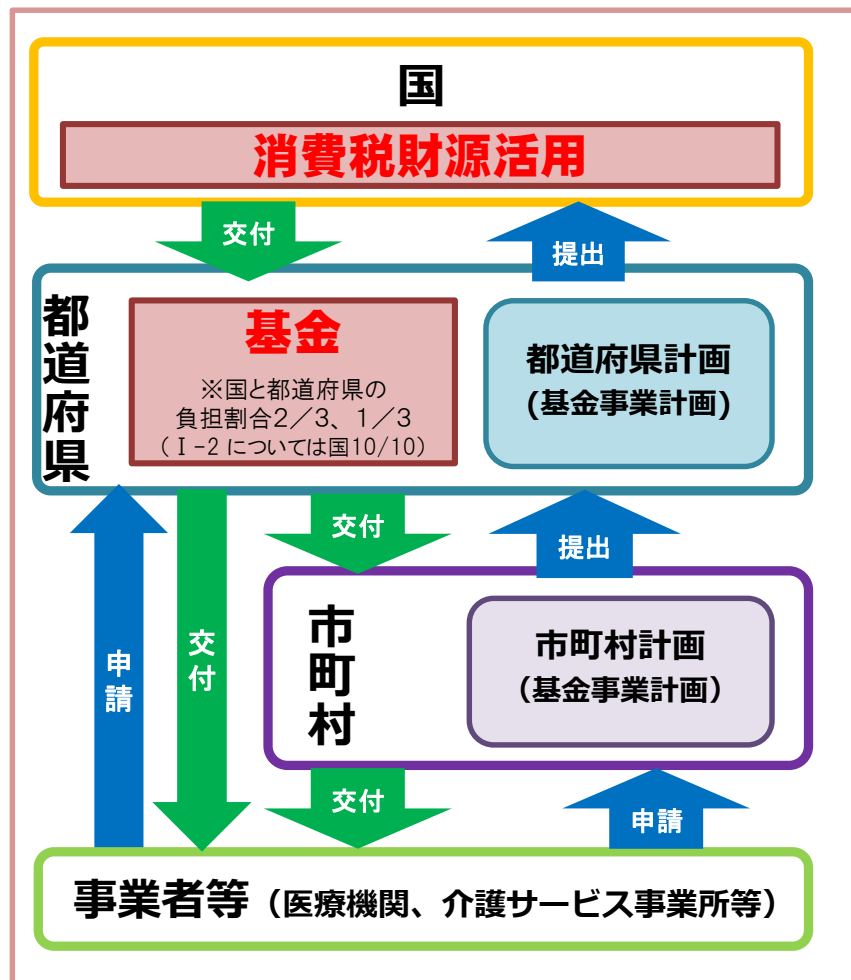 国
消費税財源活用
交付
提出
都道府県
基金
※国と都道府県の
負担割合2/3、1/3
(Ⅰ-2 については国10/10)
都道府県計画
(基金事業計画)
交付
提出
申請
交付
市町村
市町村計画
(基金事業計画)
交付
申請
事業者等(医療機関、介護サービス事業所等)